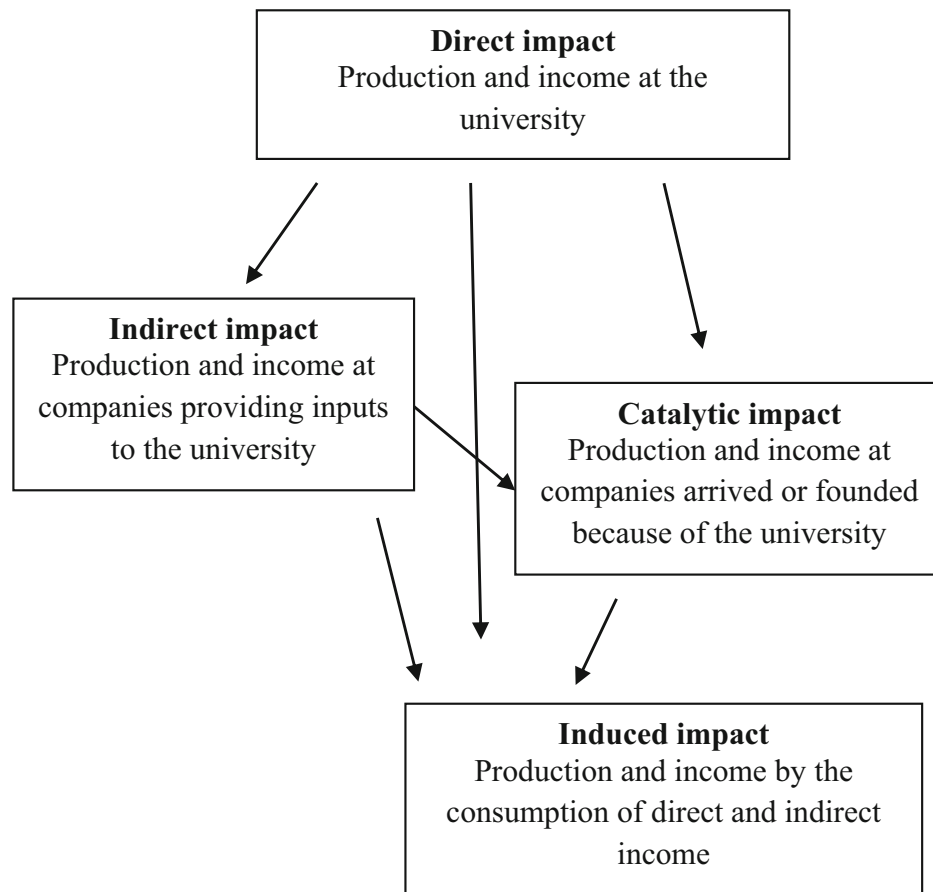 Direct impact
Production and income at the
university
Indirect impact
Production and income at
companies providing inputs
to the university
Catalytic impact
Production and income at
companies arrived or founded
because of the university
Induced impact
Production and income by the
consumption of direct and indirect
income